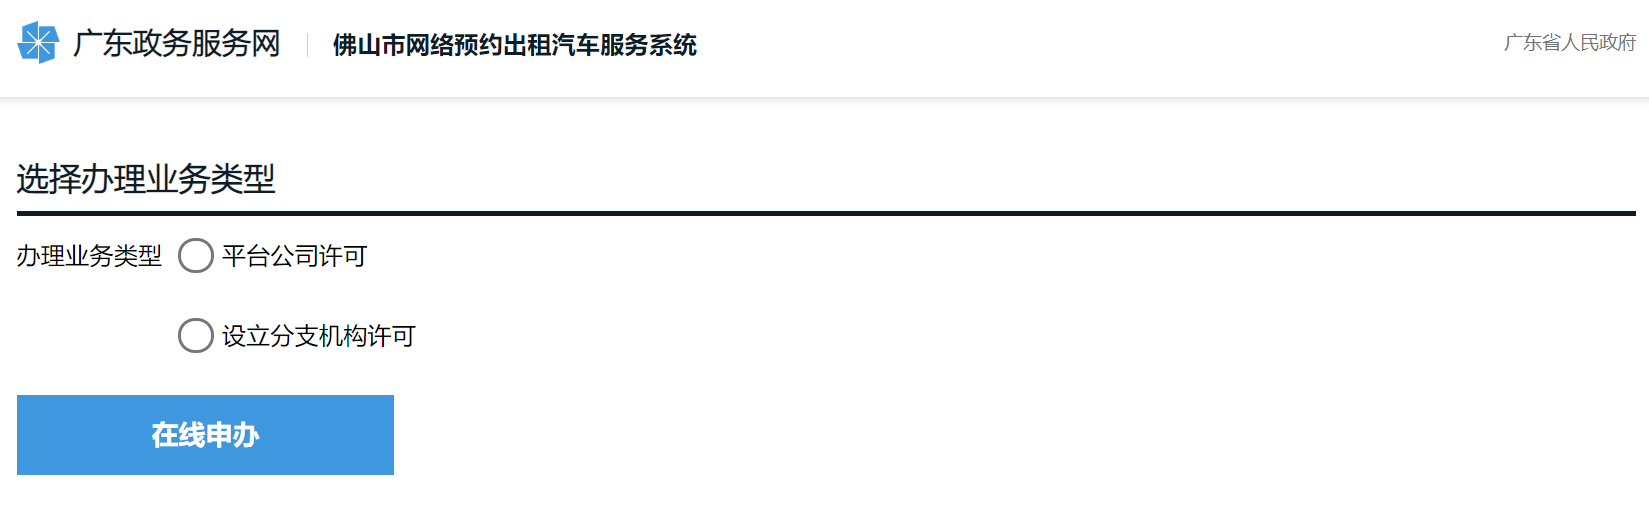 广东政务服务网 佛山市网络预约出租汽车服务系统 广东省人民政府
选择办理业务类型
办理业务类型 平台公司许可
设立分支机构许可
在线申办